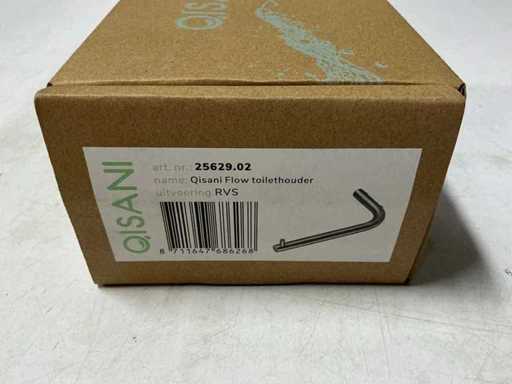 QISANI
QISANI
art. nr.: 25629.02
name: Qisani Flow toilethouder
uitvoering RVS
8 711647 686268